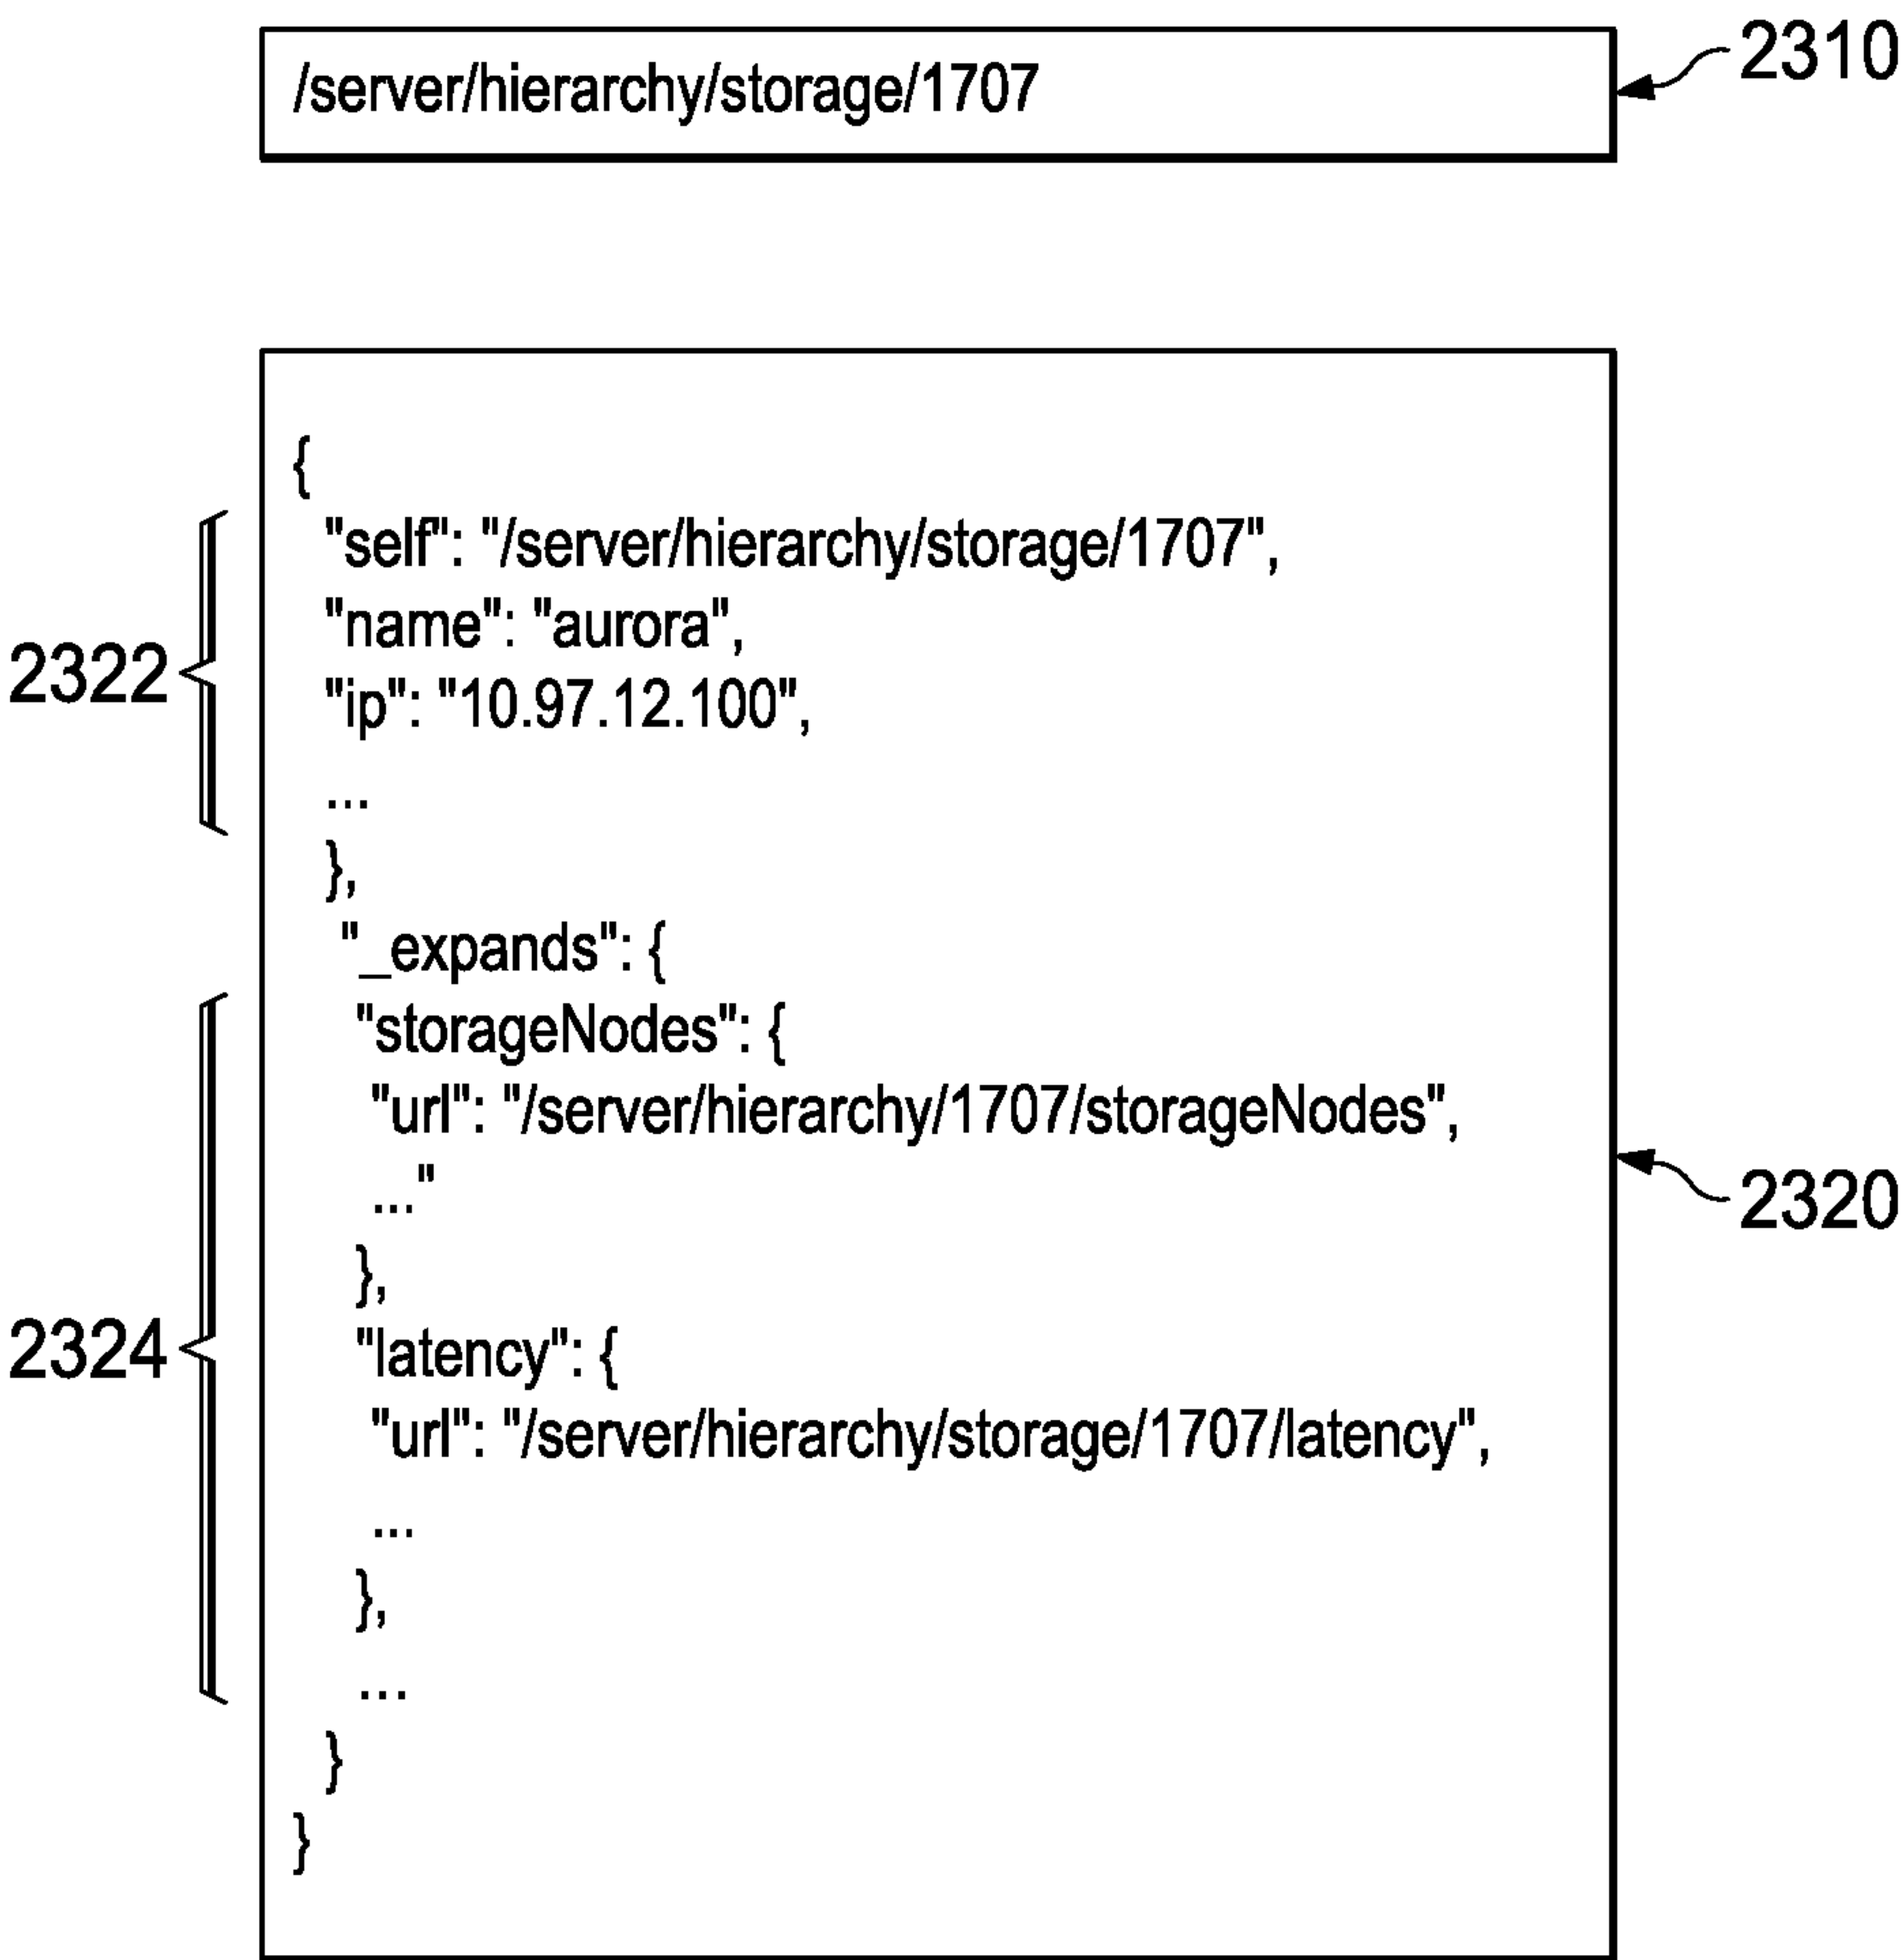 /server/hierarchy/storage/1707
2310
{
"self": "/server/hierarchy/storage/1707",
"name": "aurora",
2322
"ip": "10.97.12.100",
...
},
"_expands": {
"storageNodes": {
"url": "/server/hierarchy/1707/storageNodes",
..."
2320
},
2324
"latency": {
"url": "/server/hierarchy/storage/1707/latency",
...
},
...
}
}